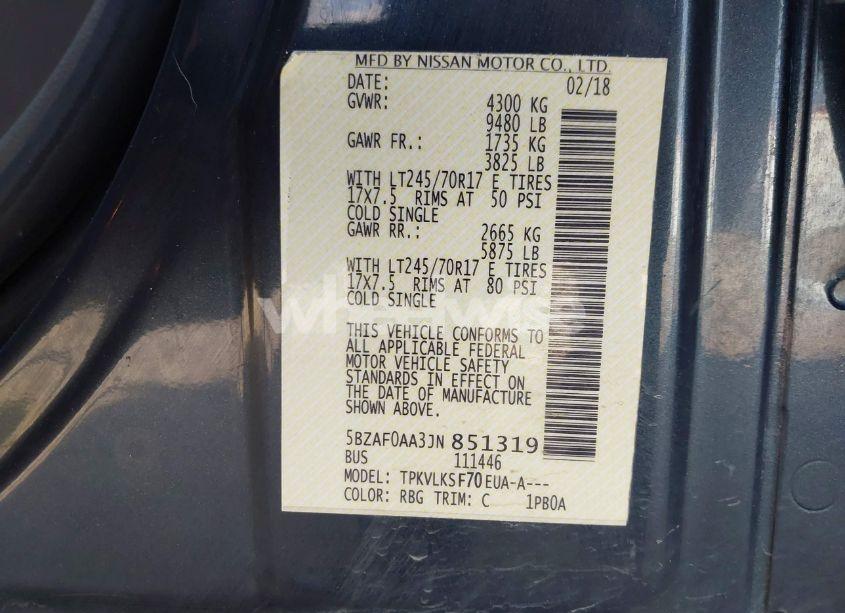 MFD BY NISSAN MOTOR CO., LTD.
DATE: 02/18
GVWR: 4300 KG
9480 LB
GAWR FR.: 1735 KG
3825 LB
WITH LT245/70R17 E TIRES
17X7.5 RIMS AT 50 PSI
COLD SINGLE
GAWR RR.: 2665 KG
5875 LB
WITH LT245/70R17 E TIRES
17X7.5 RIMS AT 80 PSI
COLD SINGLE
wheelwise
THIS VEHICLE CONFORMS TO
ALL APPLICABLE FEDERAL
MOTOR VEHICLE SAFETY
STANDARDS IN EFFECT ON
THE DATE OF MANUFACTURE
SHOWN ABOVE.
5BZAF0AA3JN851319
BUS 111446
MODEL: TPKVLKSF70EUA-A---
COLOR: RBG TRIM: C 1PB0A